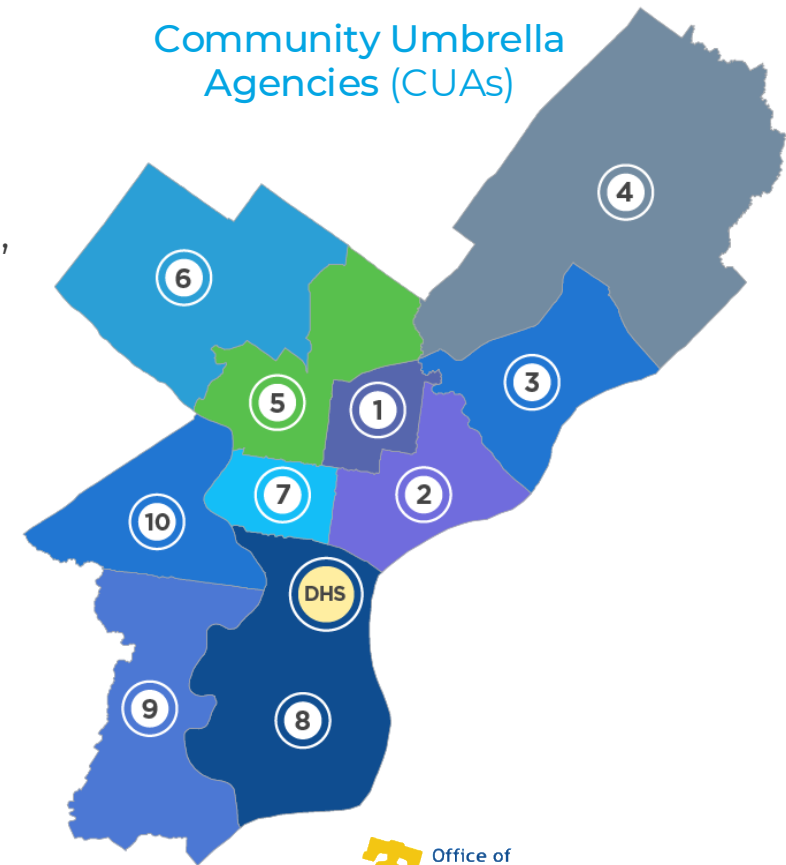 Community Umbrella
Agencies (CUAs)
,
4
6
3
5
1
7
2
10
DHS
9
8
Office of